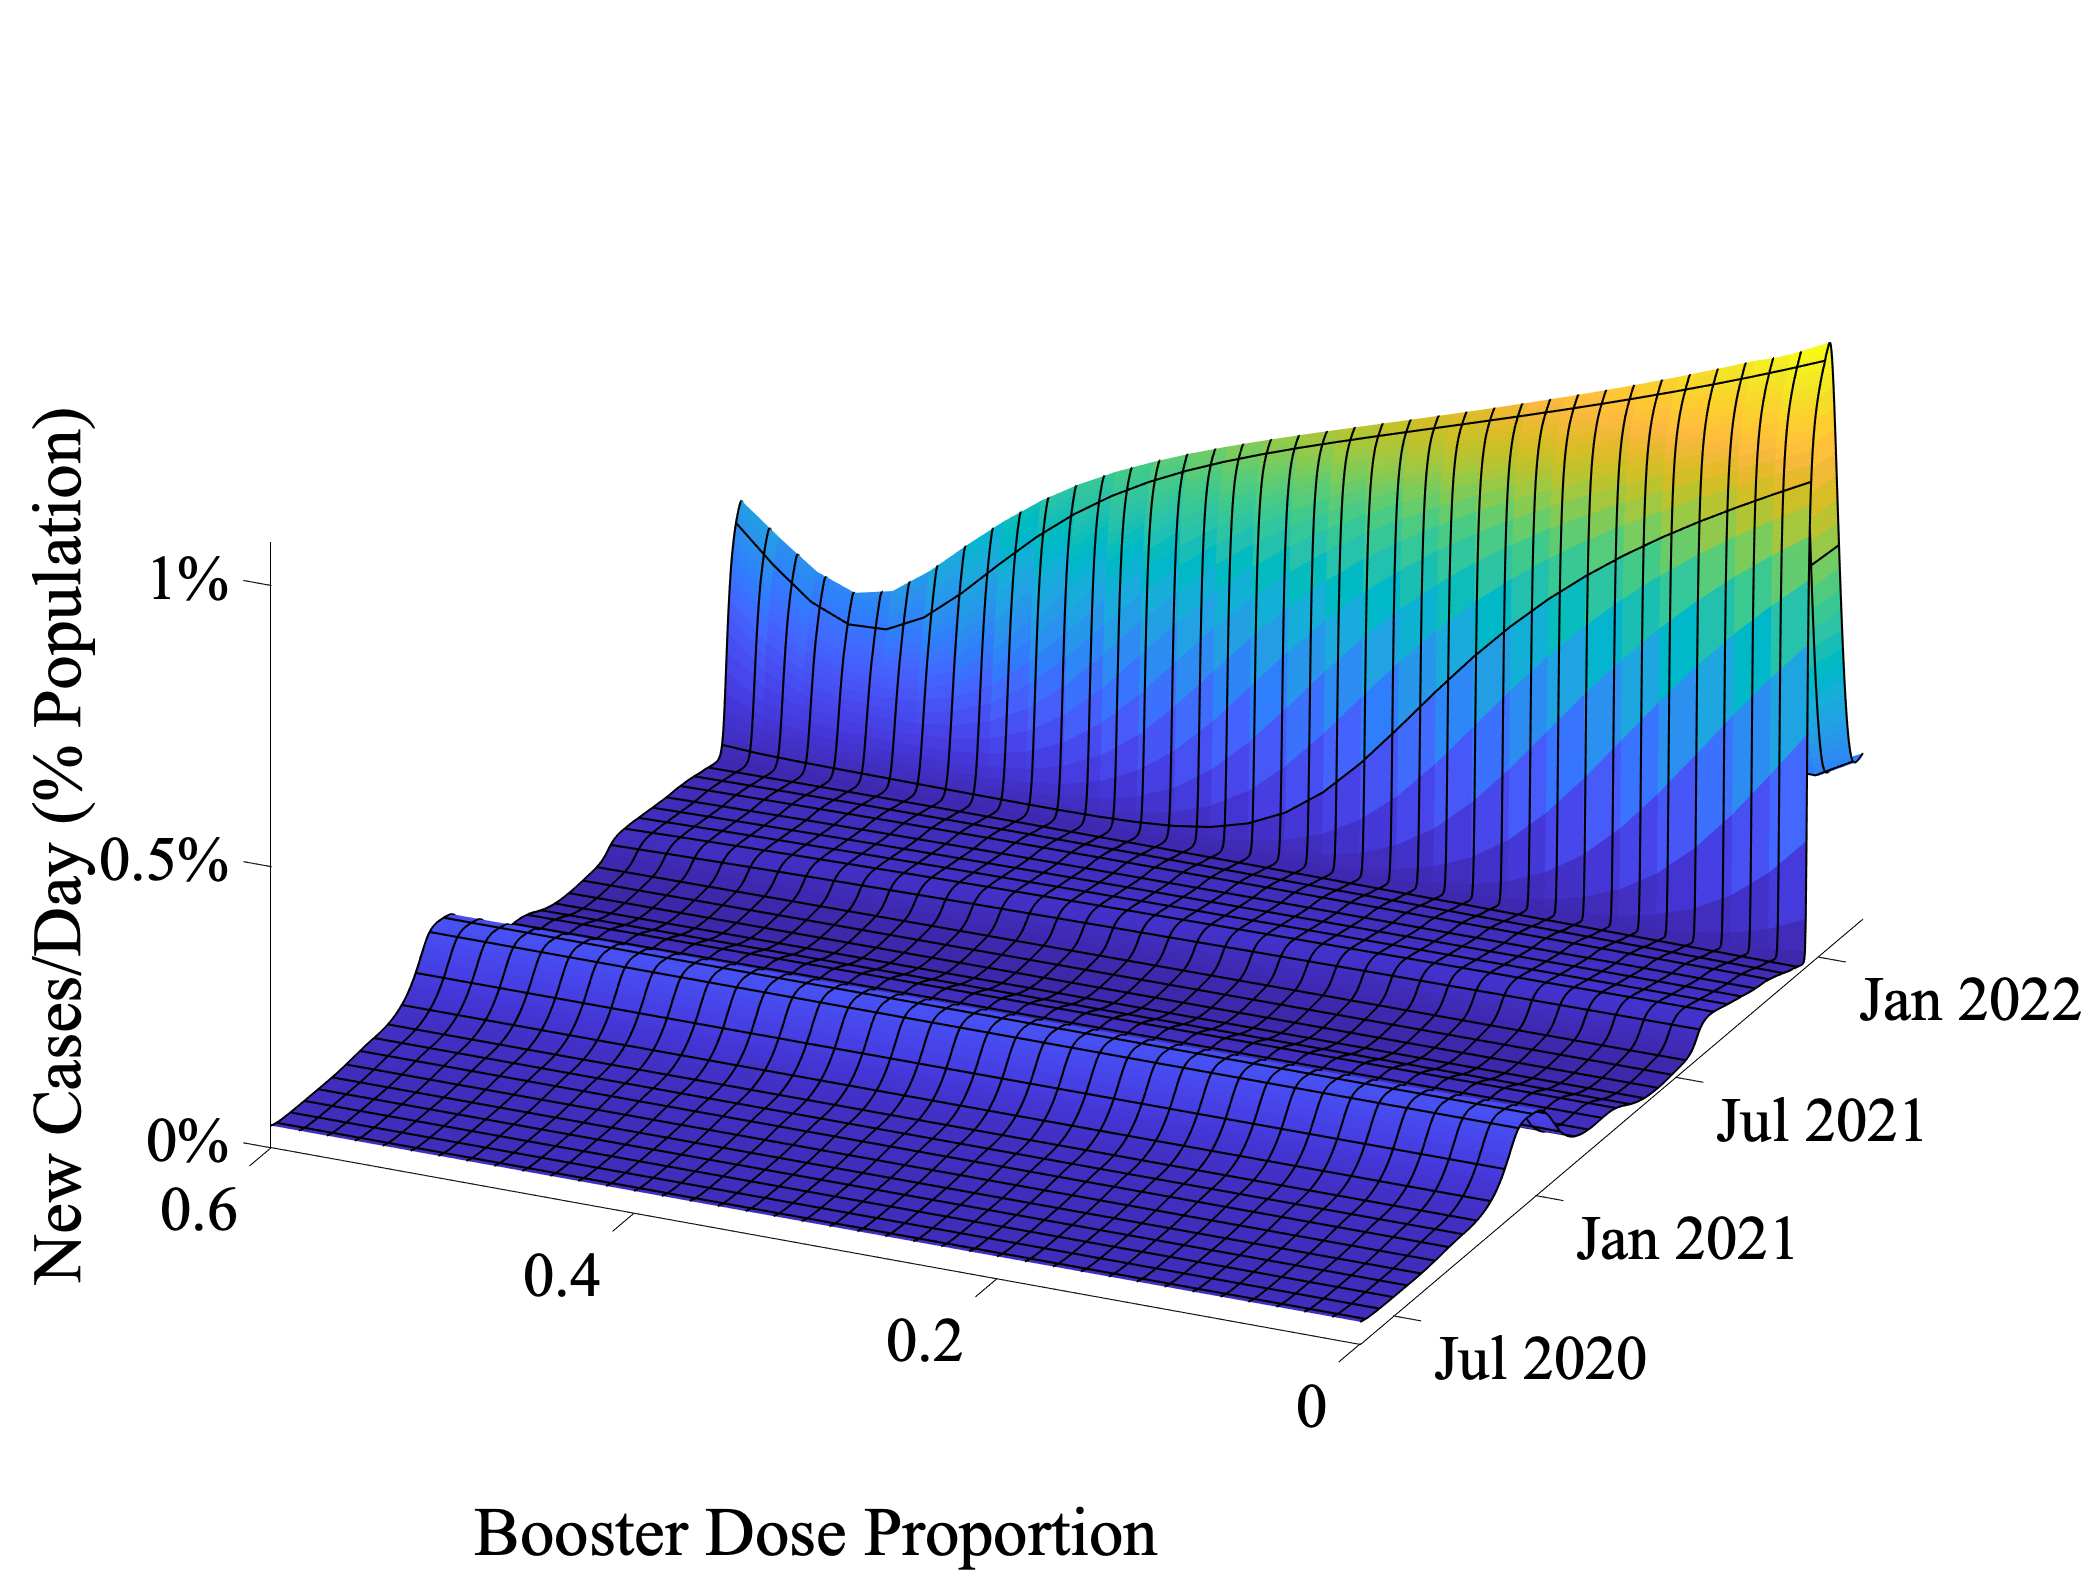 New Cases/Day (% Population)
1%
0.5%
0%
0.6
0.4
0.2
0
Booster Dose Proportion
Jul 2020
Jan 2021
Jul 2021
Jan 2022